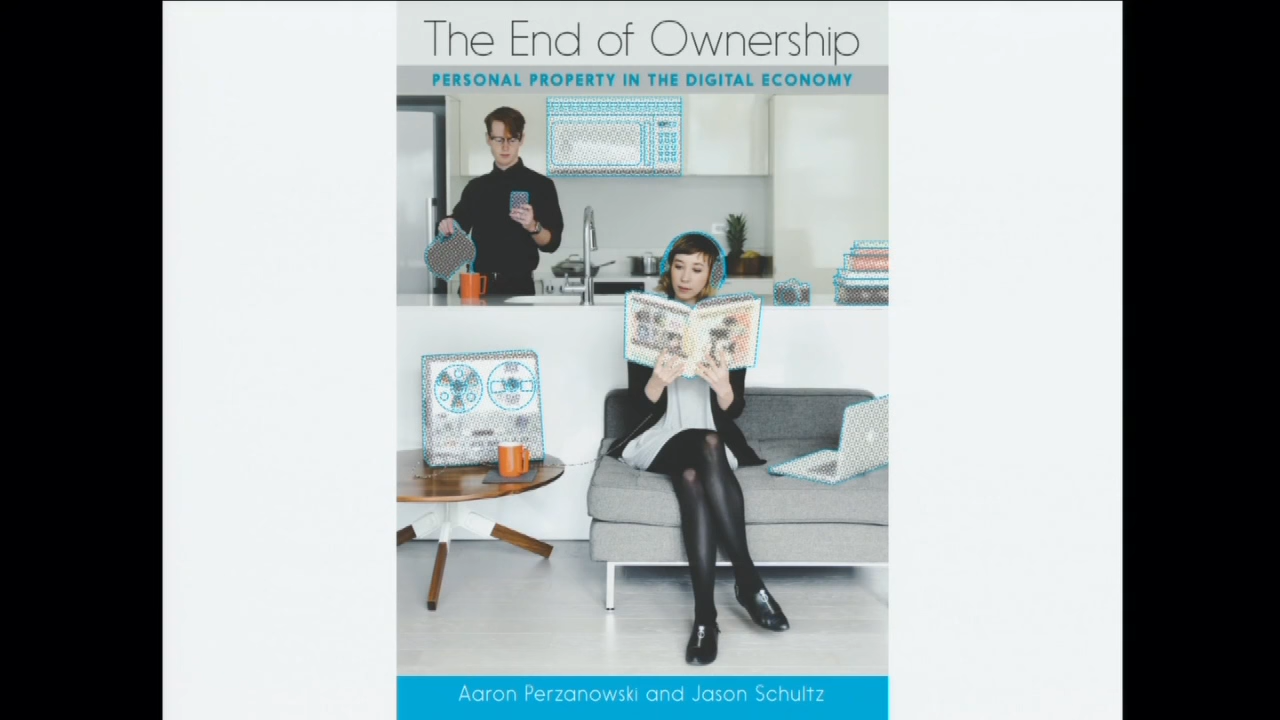 The End of Ownership
PERSONAL PROPERTY IN THE DIGITAL ECONOMY
Aaron Perzanowski and Jason Schultz